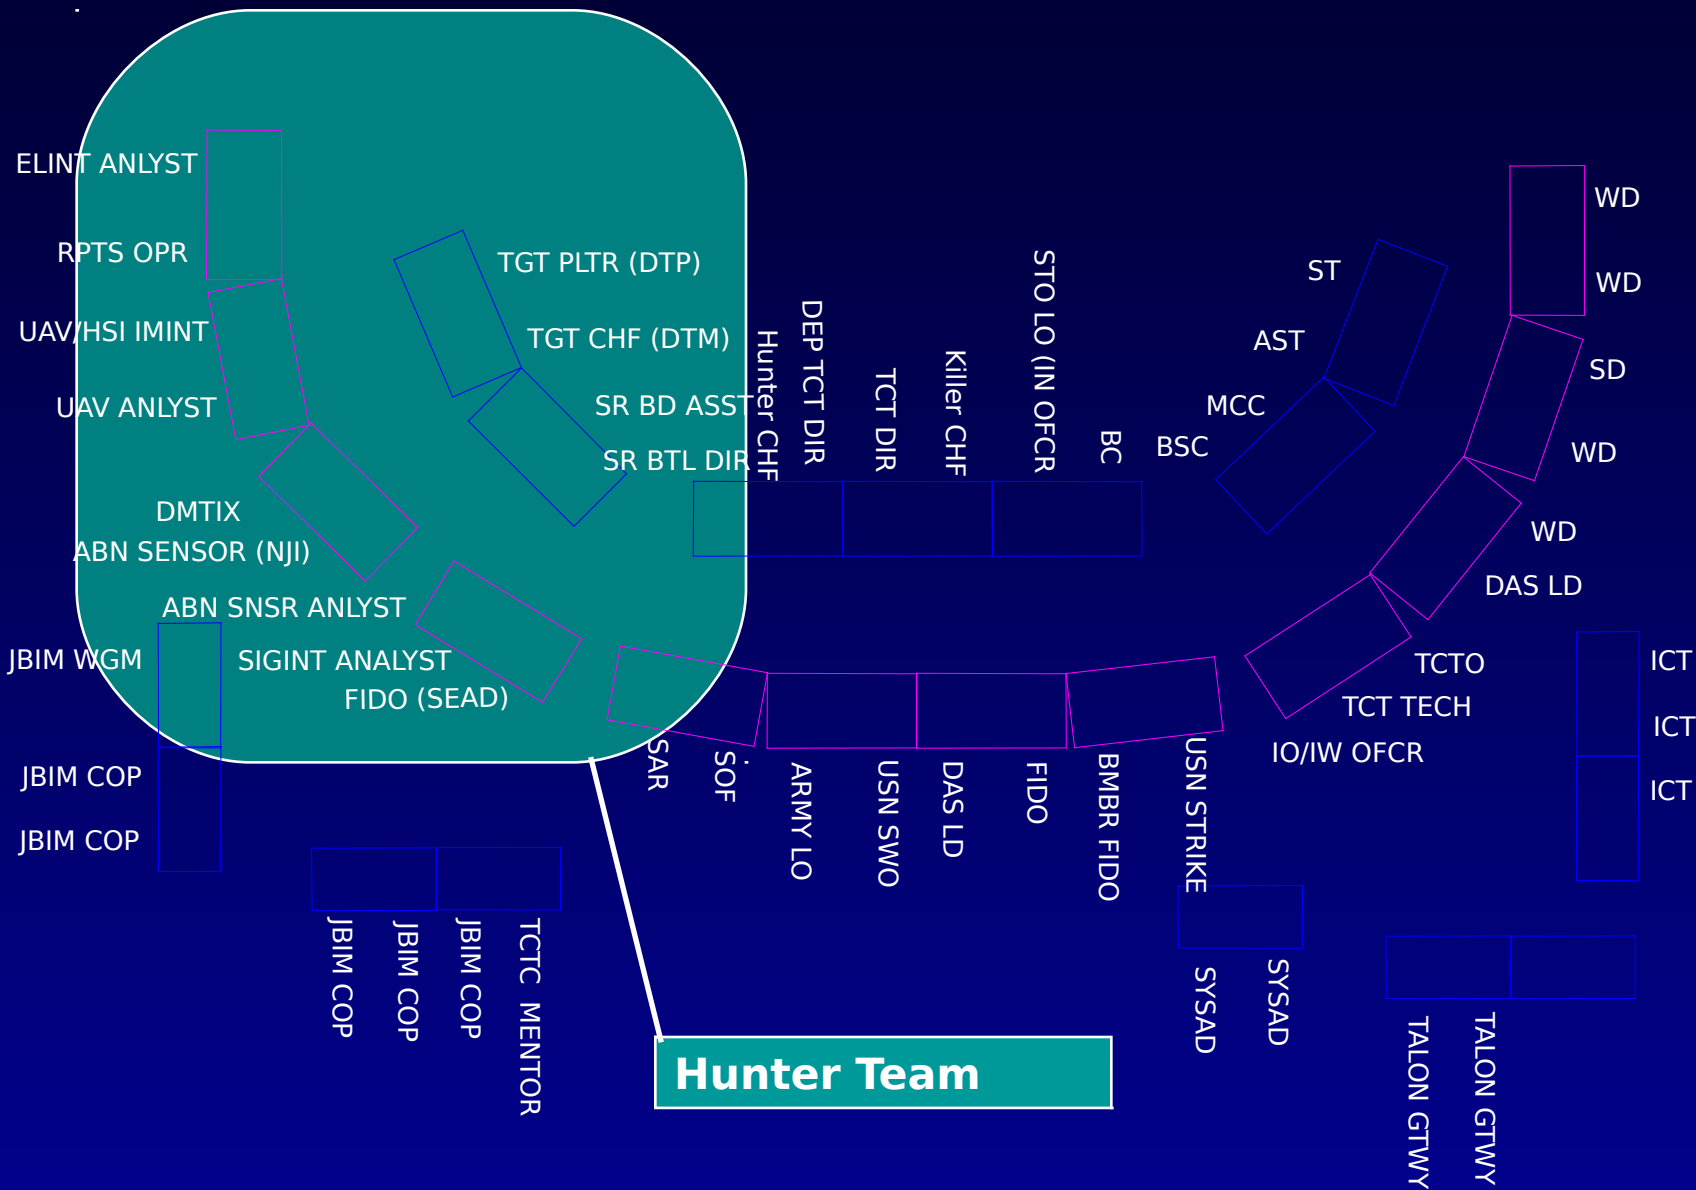 ELINT ANLYST
RPTS OPR
UAV/HSI IMINT
UAV ANLYST
DMTIX
ABN SENSOR (NJI)
ABN SNSR ANLYST
SIGINT ANALYST
FIDO (SEAD)
TGT PLTR (DTP)
TGT CHF (DTM)
SR BD ASST
SR BTL DIR
Hunter CHF
DEP TCT DIR
TCT DIR
Killer CHF
STO LO (IN OFCR
BC
BSC
MCC
AST
ST
WD
WD
SD
WD
WD
DAS LD
TCTO
TCT TECH
IO/IW OFCR
SAR
SOF
ARMY LO
USN SWO
DAS LD
FIDO
BMBR FIDO
USN STRIKE
JBIM WGM
JBIM COP
JBIM COP
JBIM COP
JBIM COP
JBIM COP
TCTC MENTOR
SYSAD
SYSAD
ICT
ICT
ICT
TALON GTWY
TALON GTWY
Hunter Team